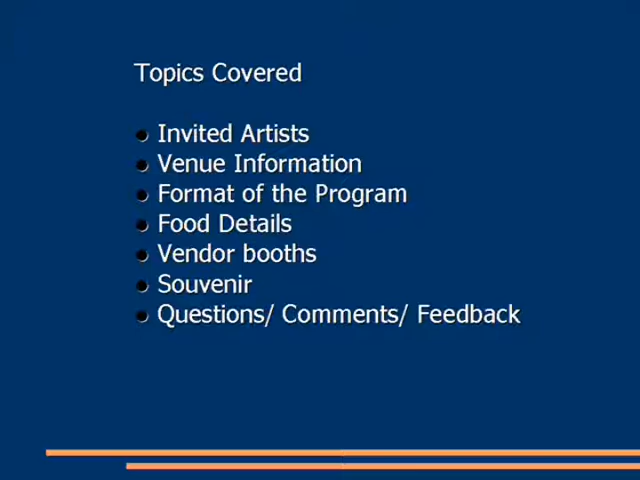 Topics Covered
Invited Artists
Venue Information
Format of the Program
Food Details
Vendor booths
Souvenir
Questions/ Comments/ Feedback